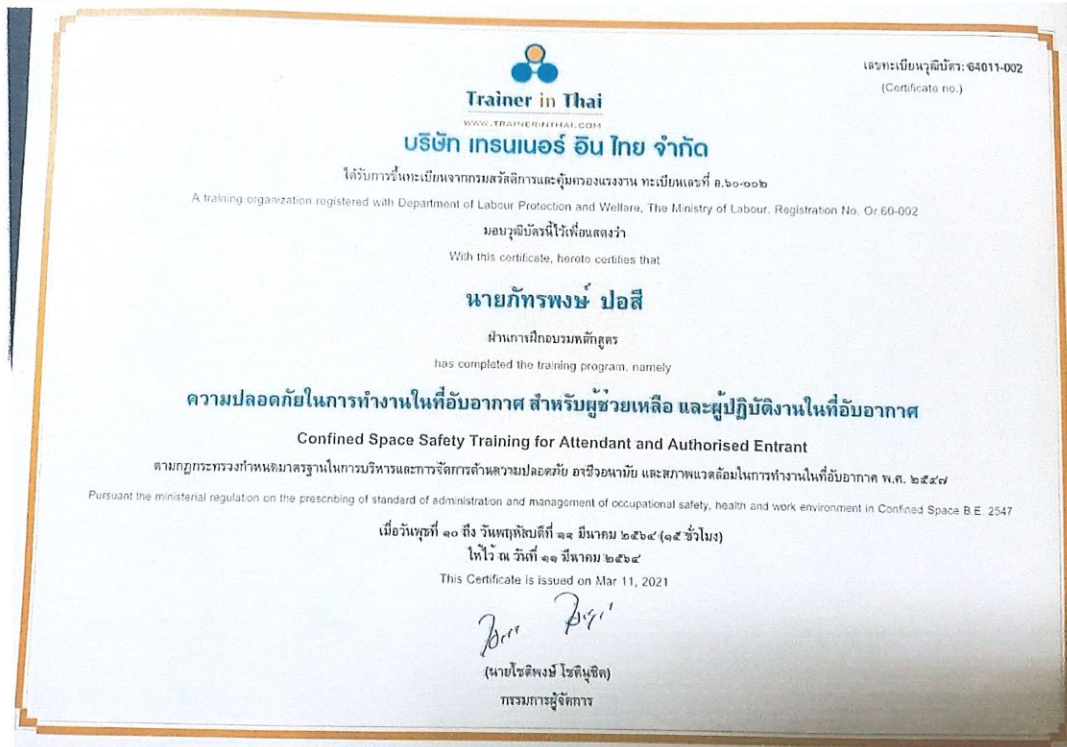 เลขทะเบียนวุฒิบัตร: 64011-002
(Certificate no.)
Trainer in Thai
WWW.TRAINERINTHAI.COM
บริษัท เทรนเนอร์ อิน ไทย จำกัด
ได้รับการขึ้นทะเบียนจากกรมสวัสดิการและคุ้มครองแรงงาน ทะเบียนเลขที่ อ.๖๐-๐๐๒
A training organization registered with Department of Labour Protection and Welfare, The Ministry of Labour. Registration No. Or.60-002
มอบวุฒิบัตรนี้ไว้เพื่อแสดงว่า
With this certificate, hereto certifies that
นายภัทรพงษ์ ปอสี
ผ่านการฝึกอบรมหลักสูตร
has completed the training program, namely
ความปลอดภัยในการทำงานในที่อับอากาศ สำหรับผู้ช่วยเหลือ และผู้ปฏิบัติงานในที่อับอากาศ
Confined Space Safety Training for Attendant and Authorised Entrant
ตามกฎกระทรวงกำหนดมาตรฐานในการบริหารและการจัดการด้านความปลอดภัย อาชีวอนามัย และสภาพแวดล้อมในการทำงานในที่อับอากาศ พ.ศ. ๒๕๔๗
Pursuant the ministerial regulation on the prescribing of standard of administration and management of occupational safety, health and work environment in Confined Space B.E. 2547
เมื่อวันพุธที่ ๑๐ ถึง วันพฤหัสบดีที่ ๑๑ มีนาคม ๒๕๖๔ (๑๕ ชั่วโมง)
ให้ไว้ ณ วันที่ ๑๑ มีนาคม ๒๕๖๔
This Certificate is issued on Mar 11, 2021
(นายโชติพงษ์ โชตินุชิต)
กรรมการผู้จัดการ